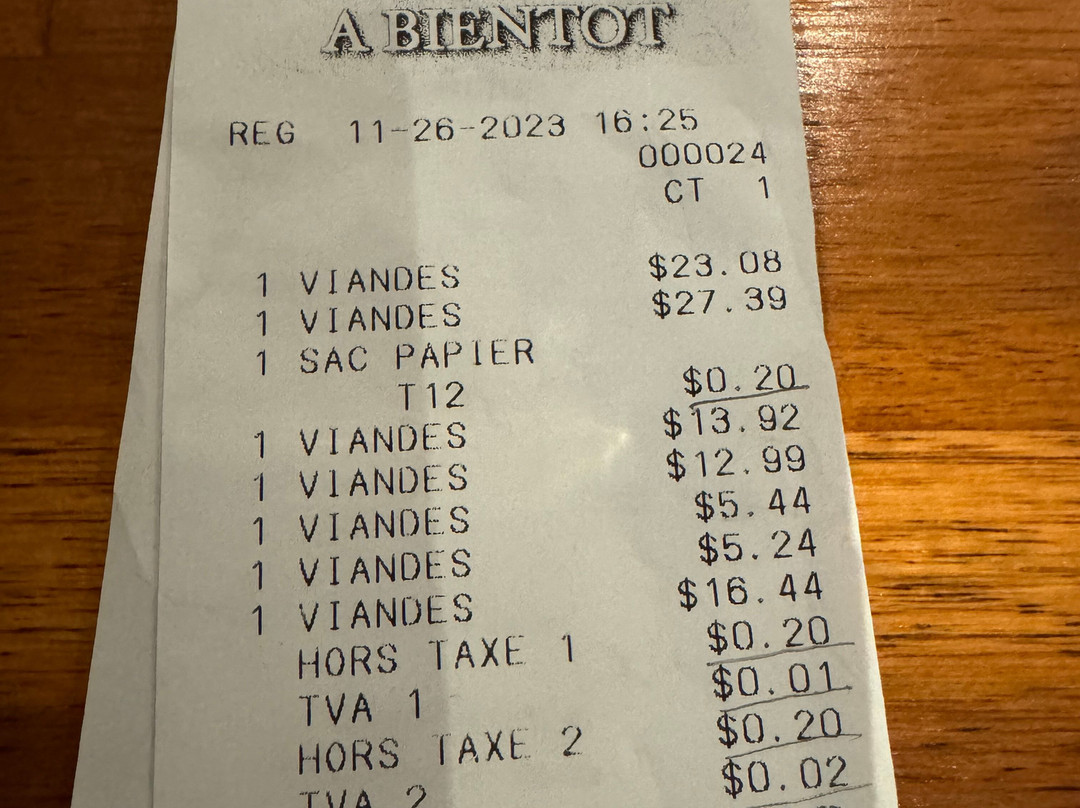 A BIENTOT
REG 11-26-2023 16:25
000024
CT 1
1 VIANDES $23.08
1 VIANDES $27.39
1 SAC PAPIER
T12 $0.20
1 VIANDES $13.92
1 VIANDES $12.99
1 VIANDES $5.44
1 VIANDES $5.24
1 VIANDES $16.44
HORS TAXE 1 $0.20
TVA 1 $0.01
HORS TAXE 2 $0.20
TVA 2 $0.02